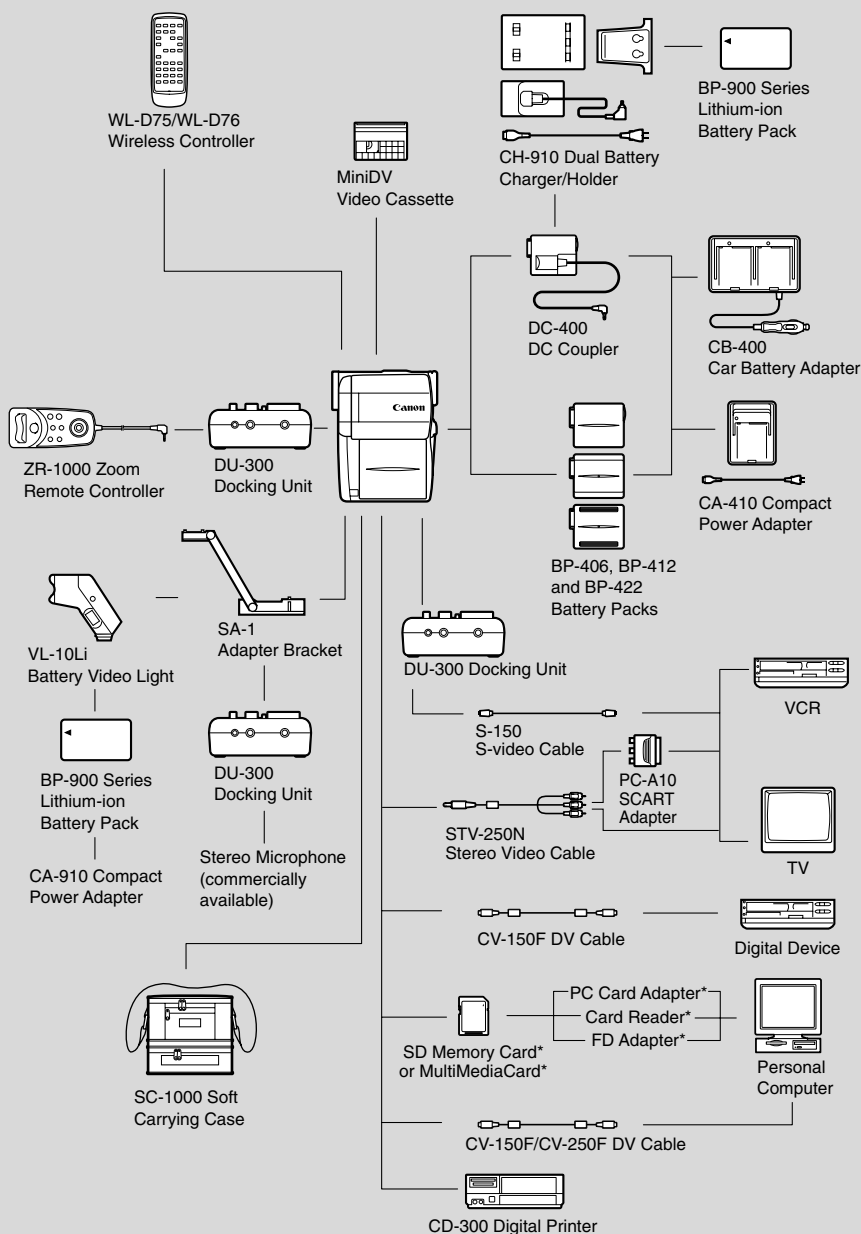 WL-D75/WL-D76
Wireless Controller
MiniDV
Video Cassette
CH-910 Dual Battery
Charger/Holder
BP-900 Series
Lithium-ion
Battery Pack
DC-400
DC Coupler
CB-400
Car Battery Adapter
Canon
ZR-1000 Zoom
Remote Controller
DU-300
Docking Unit
CA-410 Compact
Power Adapter
BP-406, BP-412
and BP-422
Battery Packs
VL-10Li
Battery Video Light
SA-1
Adapter Bracket
DU-300 Docking Unit
VCR
S-150
S-video Cable
BP-900 Series
Lithium-ion
Battery Pack
DU-300
Docking Unit
PC-A10
SCART
Adapter
STV-250N
Stereo Video Cable
TV
CA-910 Compact
Power Adapter
Stereo Microphone
(commercially
available)
CV-150F DV Cable
Digital Device
PC Card Adapter*
Card Reader*
FD Adapter*
SD Memory Card*
or MultiMediaCard*
Personal
Computer
SC-1000 Soft
Carrying Case
CV-150F/CV-250F DV Cable
CD-300 Digital Printer